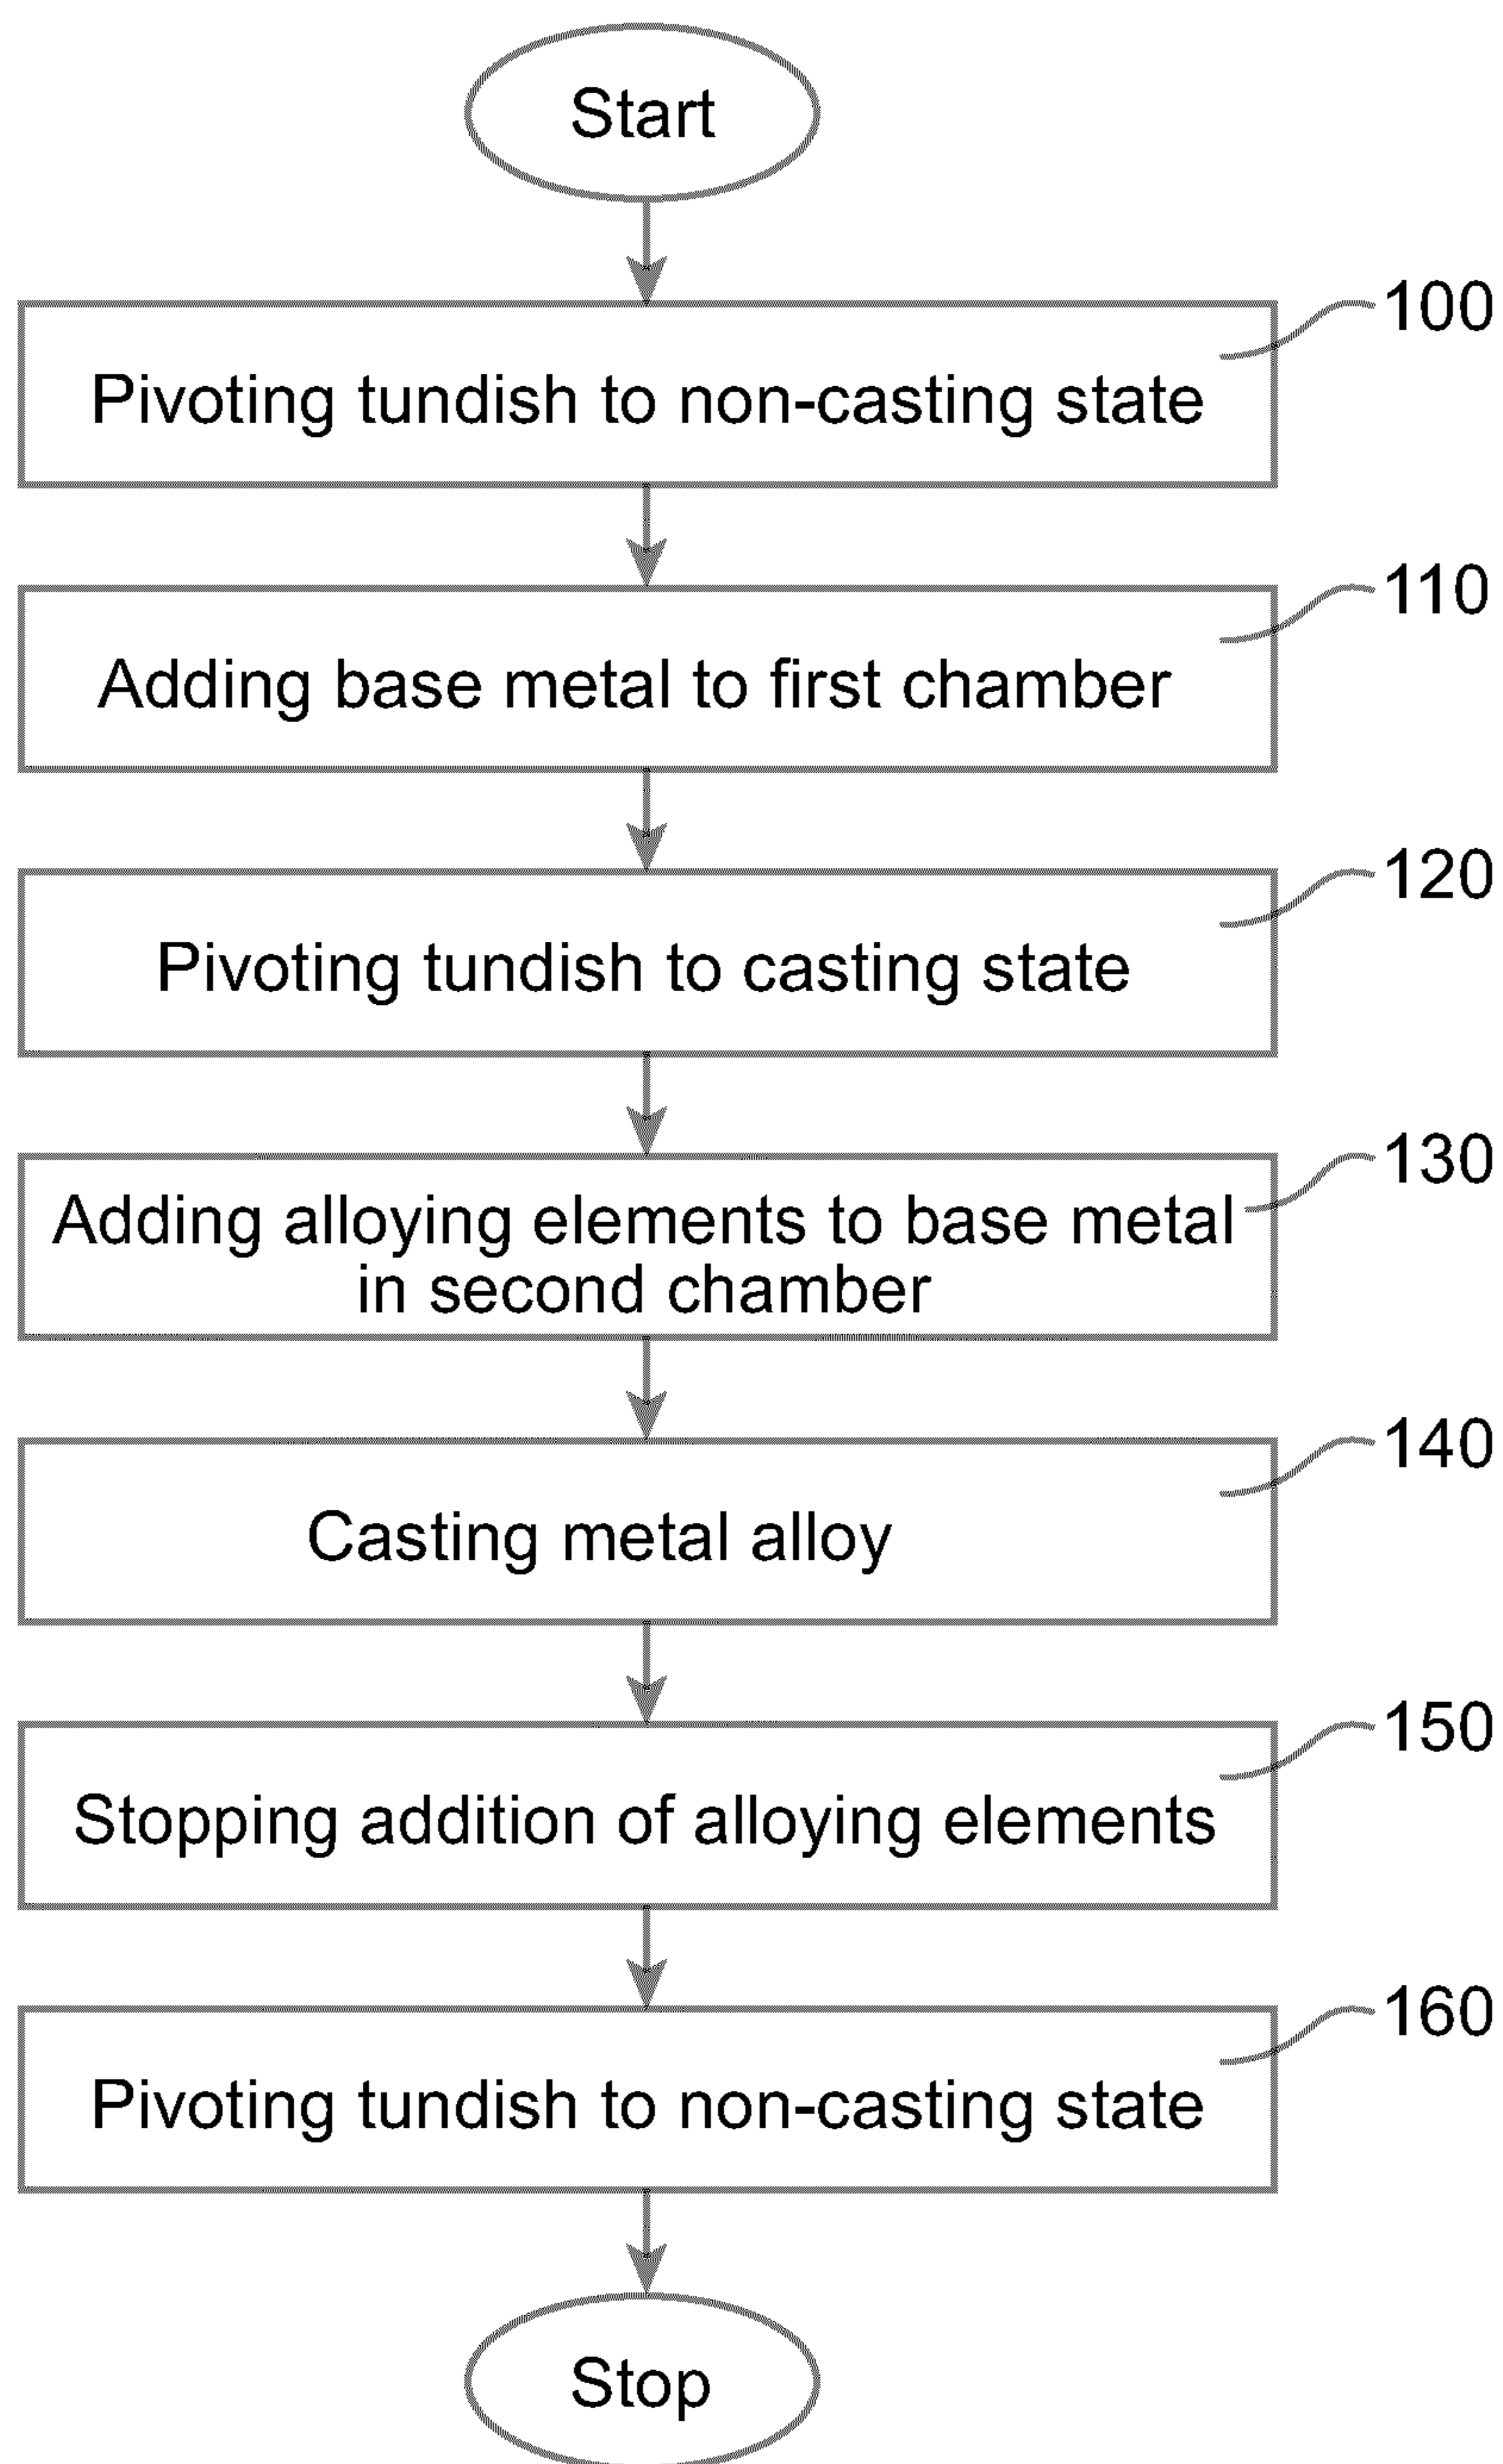 Start
100
Pivoting tundish to non-casting state
110
Adding base metal to first chamber
120
Pivoting tundish to casting state
130
Adding alloying elements to base metal
in second chamber
140
Casting metal alloy
150
Stopping addition of alloying elements
160
Pivoting tundish to non-casting state
Stop